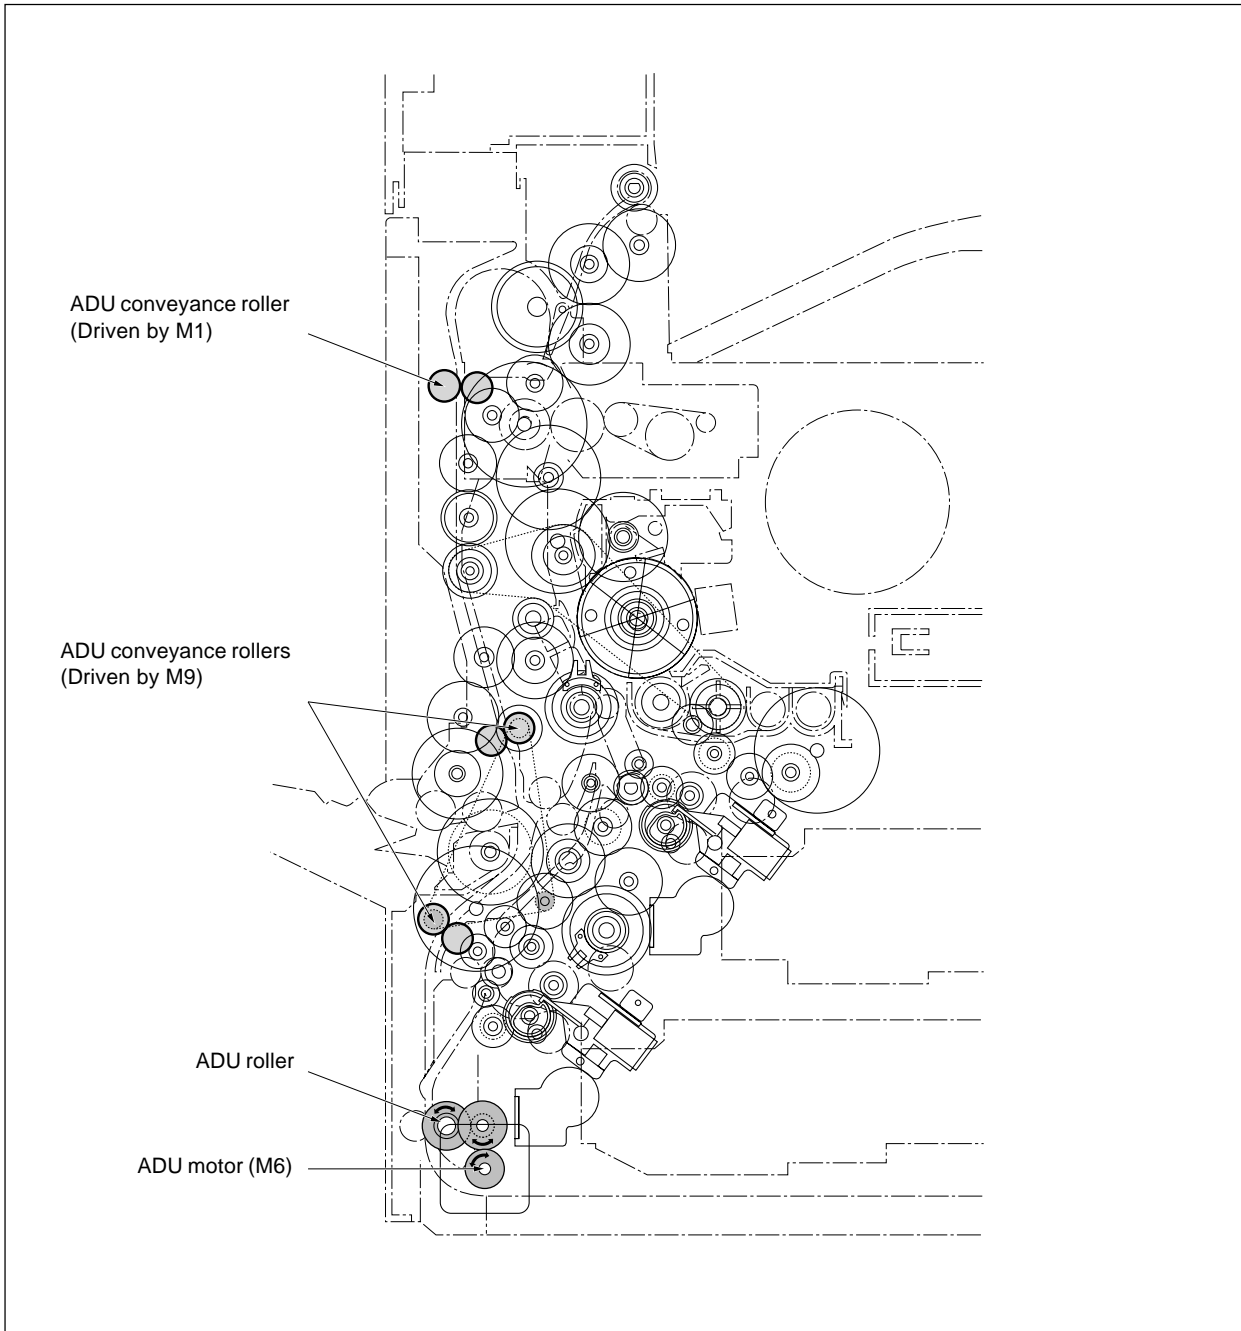 ADU conveyance roller
(Driven by M1)
ADU conveyance rollers
(Driven by M9)
ADU roller
ADU motor (M6)